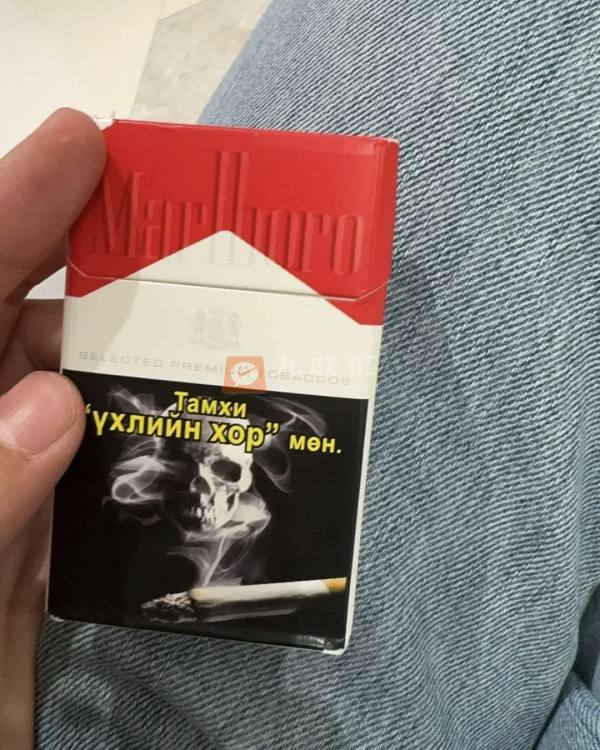 Marlboro
SELECTED PREMIUM TOBACCOS
Тамхи
“үхлийн хор” мөн.